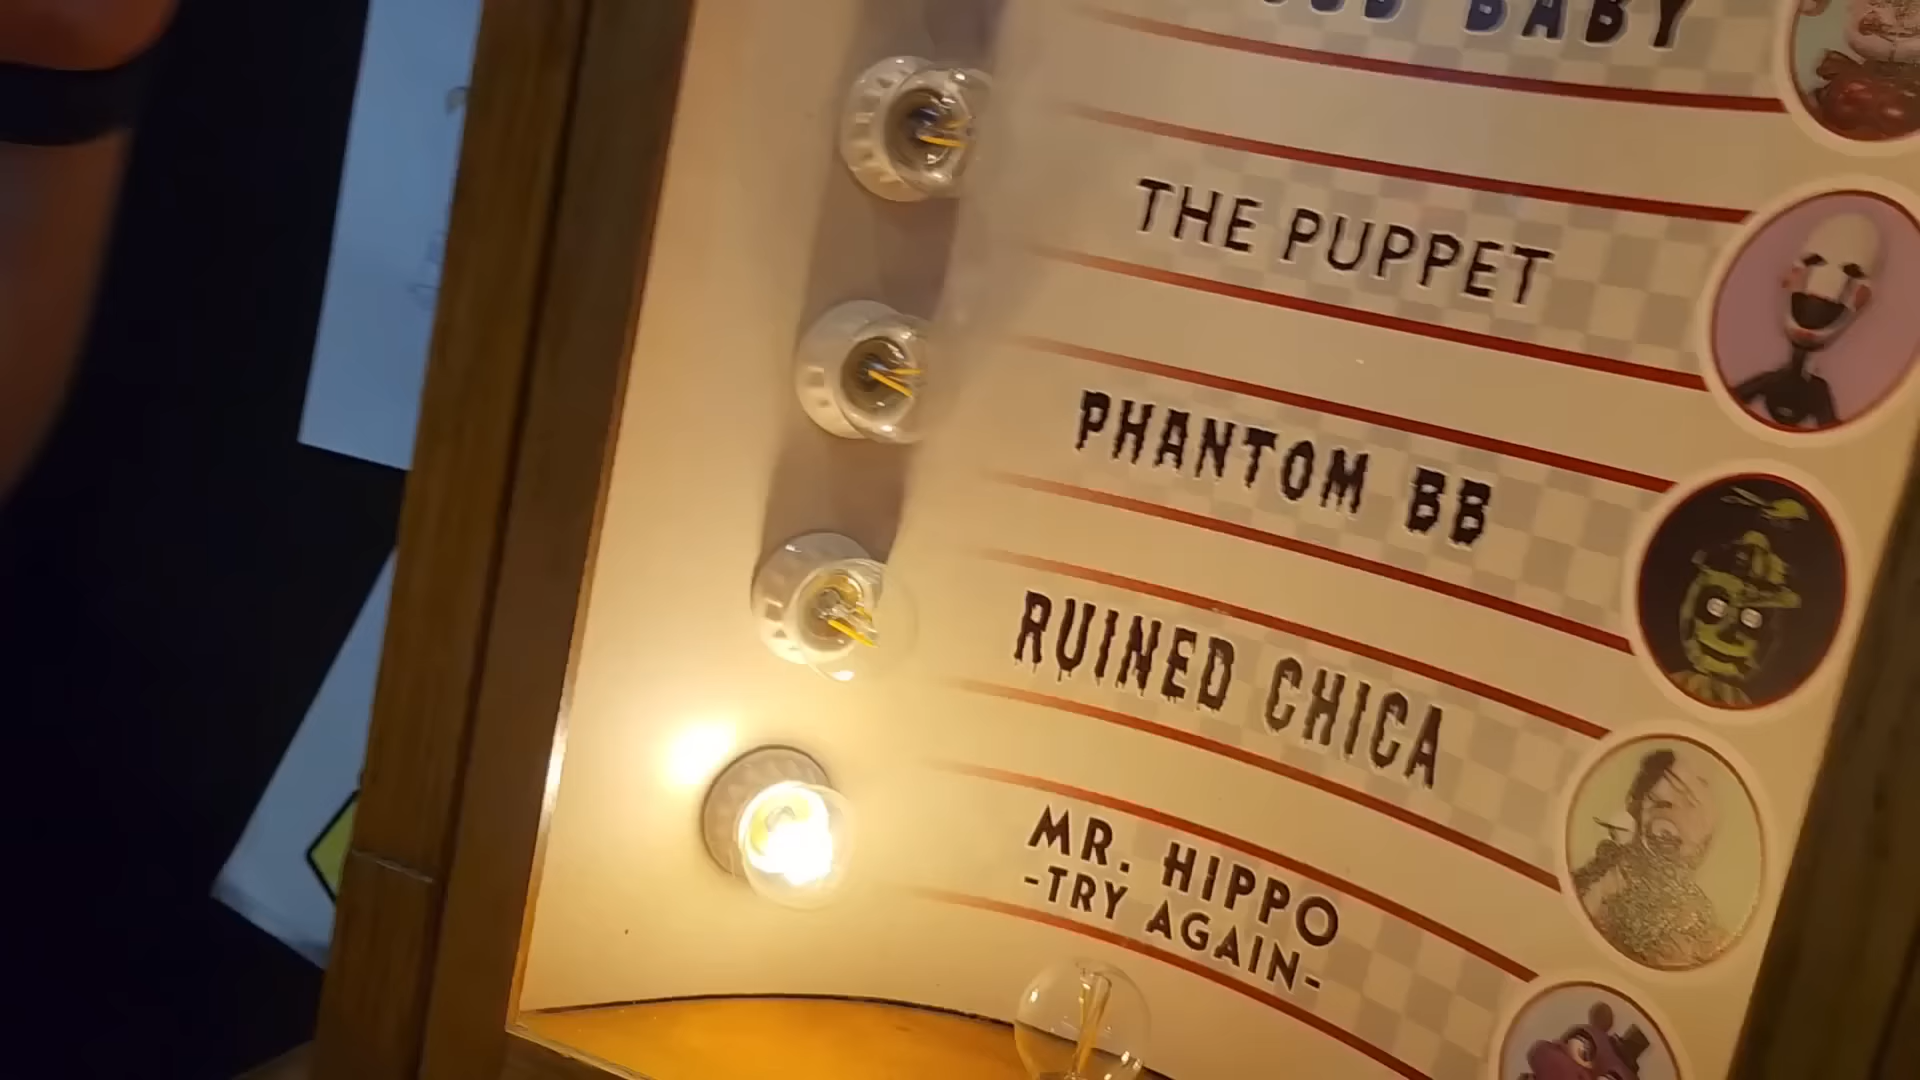 BABY
THE PUPPET
PHANTOM BB
RUINED CHICA
MR. HIPPO
-TRY AGAIN-